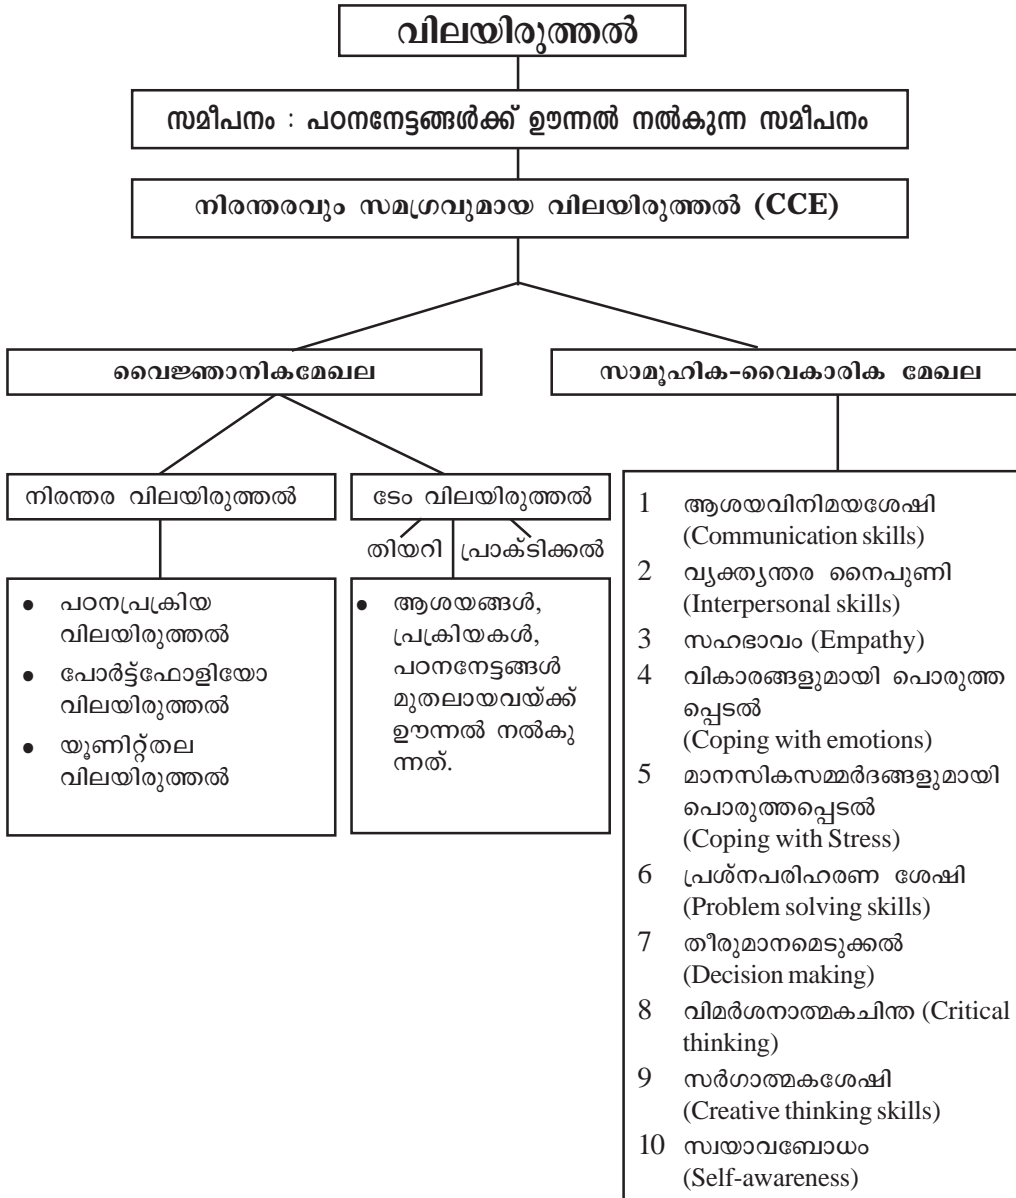 വിലയിരുത്തൽ
സമീപനം : പഠനനേട്ടങ്ങൾക്ക് ഊന്നൽ നൽകുന്ന സമീപനം
നിരന്തരവും സമഗ്രവുമായ വിലയിരുത്തൽ (CCE)
വൈജ്ഞാനികമേഖല
സാമൂഹിക-വൈകാരിക മേഖല
നിരന്തര വിലയിരുത്തൽ
ടേം വിലയിരുത്തൽ
തിയറി
പ്രാക്ടിക്കൽ
● പഠനപ്രക്രിയ
വിലയിരുത്തൽ
● പോർട്ട്ഫോളിയോ
വിലയിരുത്തൽ
● യൂണിറ്റ്തല
വിലയിരുത്തൽ
● ആശയങ്ങൾ,
പ്രക്രിയകൾ,
പഠനനേട്ടങ്ങൾ
മുതലായവയ്ക്ക്
ഊന്നൽ നൽകു
ന്നത്.
1 ആശയവിനിമയശേഷി
(Communication skills)
2 വ്യക്ത്യന്തര നൈപുണി
(Interpersonal skills)
3 സഹഭാവം (Empathy)
4 വികാരങ്ങളുമായി പൊരുത്ത
പ്പെടൽ
(Coping with emotions)
5 മാനസികസമ്മർദങ്ങളുമായി
പൊരുത്തപ്പെടൽ
(Coping with Stress)
6 പ്രശ്നപരിഹരണ ശേഷി
(Problem solving skills)
7 തീരുമാനമെടുക്കൽ
(Decision making)
8 വിമർശനാത്മകചിന്ത (Critical
thinking)
9 സർഗാത്മകശേഷി
(Creative thinking skills)
10 സ്വയാവബോധം
(Self-awareness)